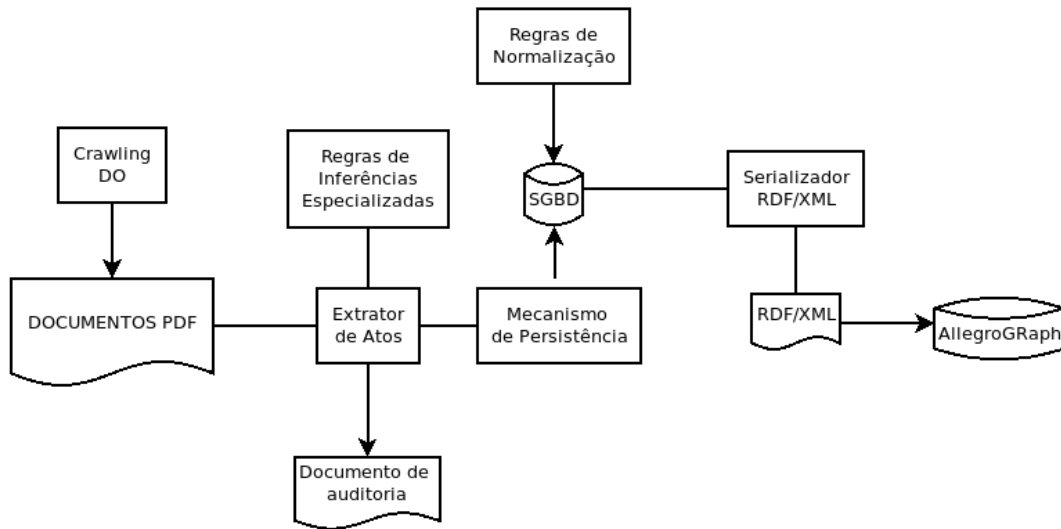 Regras de
Normalização
Crawling
DO
Regras de
Inferências
Especializadas
SGBD
Serializador
RDF/XML
DOCUMENTOS PDF
Extrator
de Atos
Mecanismo
de Persistência
RDF/XML
AllegroGRaph
Documento de
auditoria